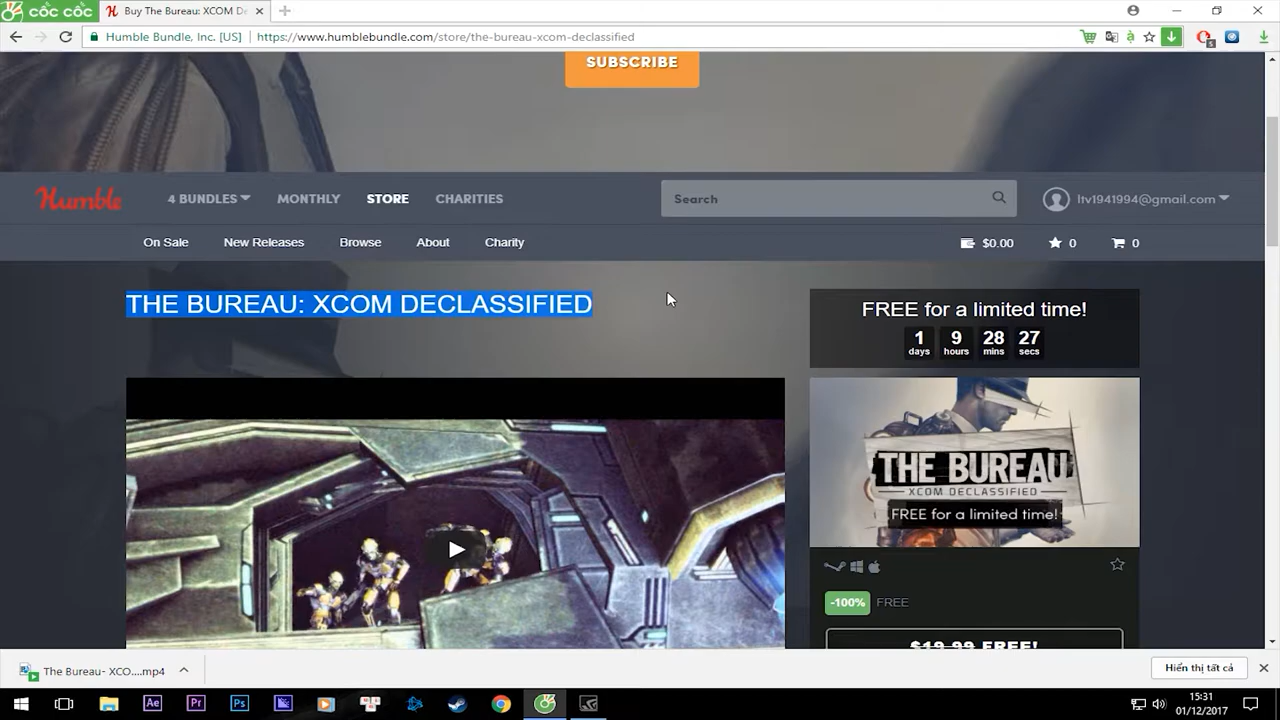 cốc cốc
Buy The Bureau: XCOM De
Humble Bundle, Inc. [US]
https://www.humblebundle.com/store/the-bureau-xcom-declassified
SUBSCRIBE
Humble
4 BUNDLES
MONTHLY
STORE
CHARITIES
Search
ltv1941994@gmail.com
On Sale
New Releases
Browse
About
Charity
$0.00
0
0
THE BUREAU: XCOM DECLASSIFIED
FREE for a limited time!
1 9 28 27
days hours mins secs
THE BUREAU
XCOM DECLASSIFIED
FREE for a limited time!
-100% FREE
$19.99 FREE!
The Bureau- XCO....mp4
Hiển thị tất cả
Ae Pr Ps
15:31
01/12/2017